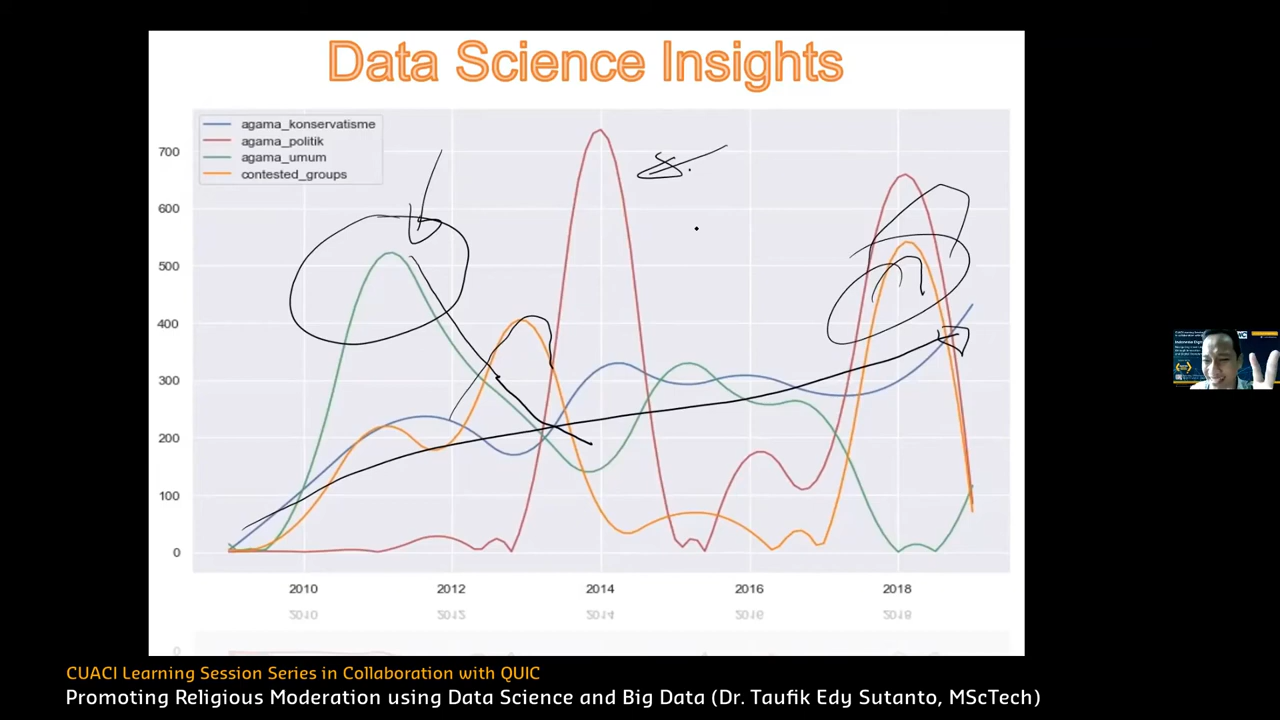 Data Science Insights
agama_konservatisme
agama_politik
agama_umum
contested_groups
700
600
500
400
300
200
100
0
2010
2012
2014
2016
2018
CUACI Learning Session Series in Collaboration with QUIC
Promoting Religious Moderation using Data Science and Big Data (Dr. Taufik Edy Sutanto, MScTech)